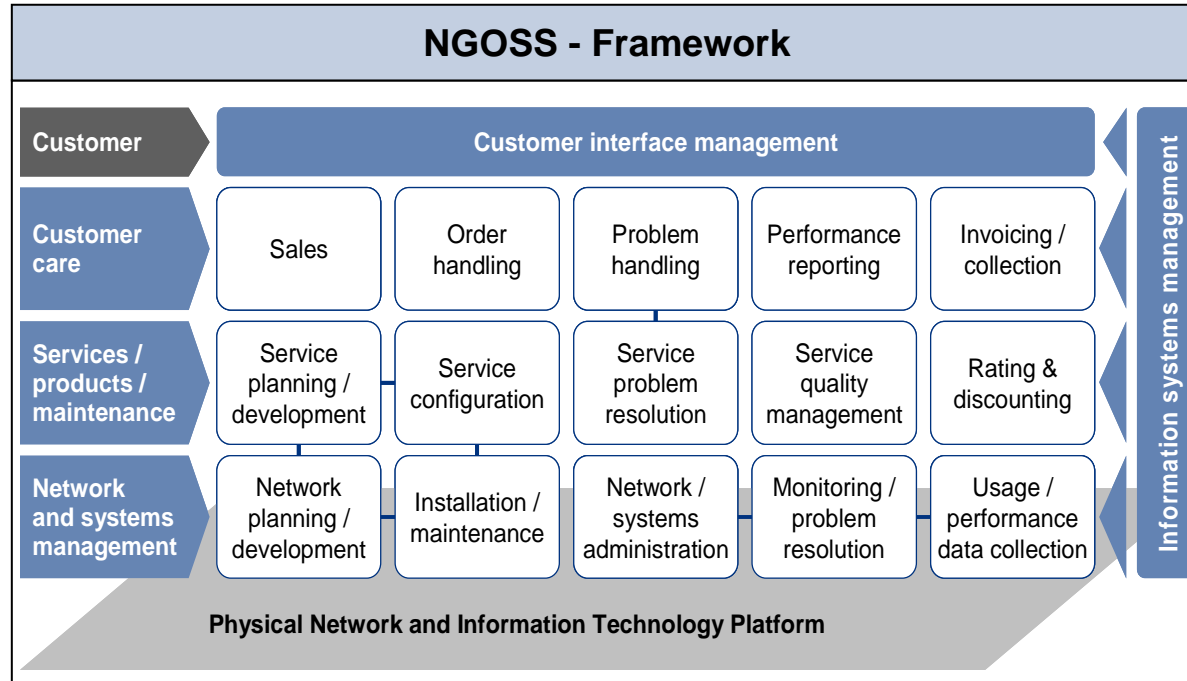 NGOSS - Framework
Customer
Customer interface management
Customer
care
Sales
Order
handling
Problem
handling
Performance
reporting
Invoicing /
collection
Services /
products /
maintenance
Service
planning /
development
Service
configuration
Service
problem
resolution
Service
quality
management
Rating &
discounting
Network
and systems
management
Network
planning /
development
Installation /
maintenance
Network /
systems
administration
Monitoring /
problem
resolution
Usage /
performance
data collection
Information systems management
Physical Network and Information Technology Platform